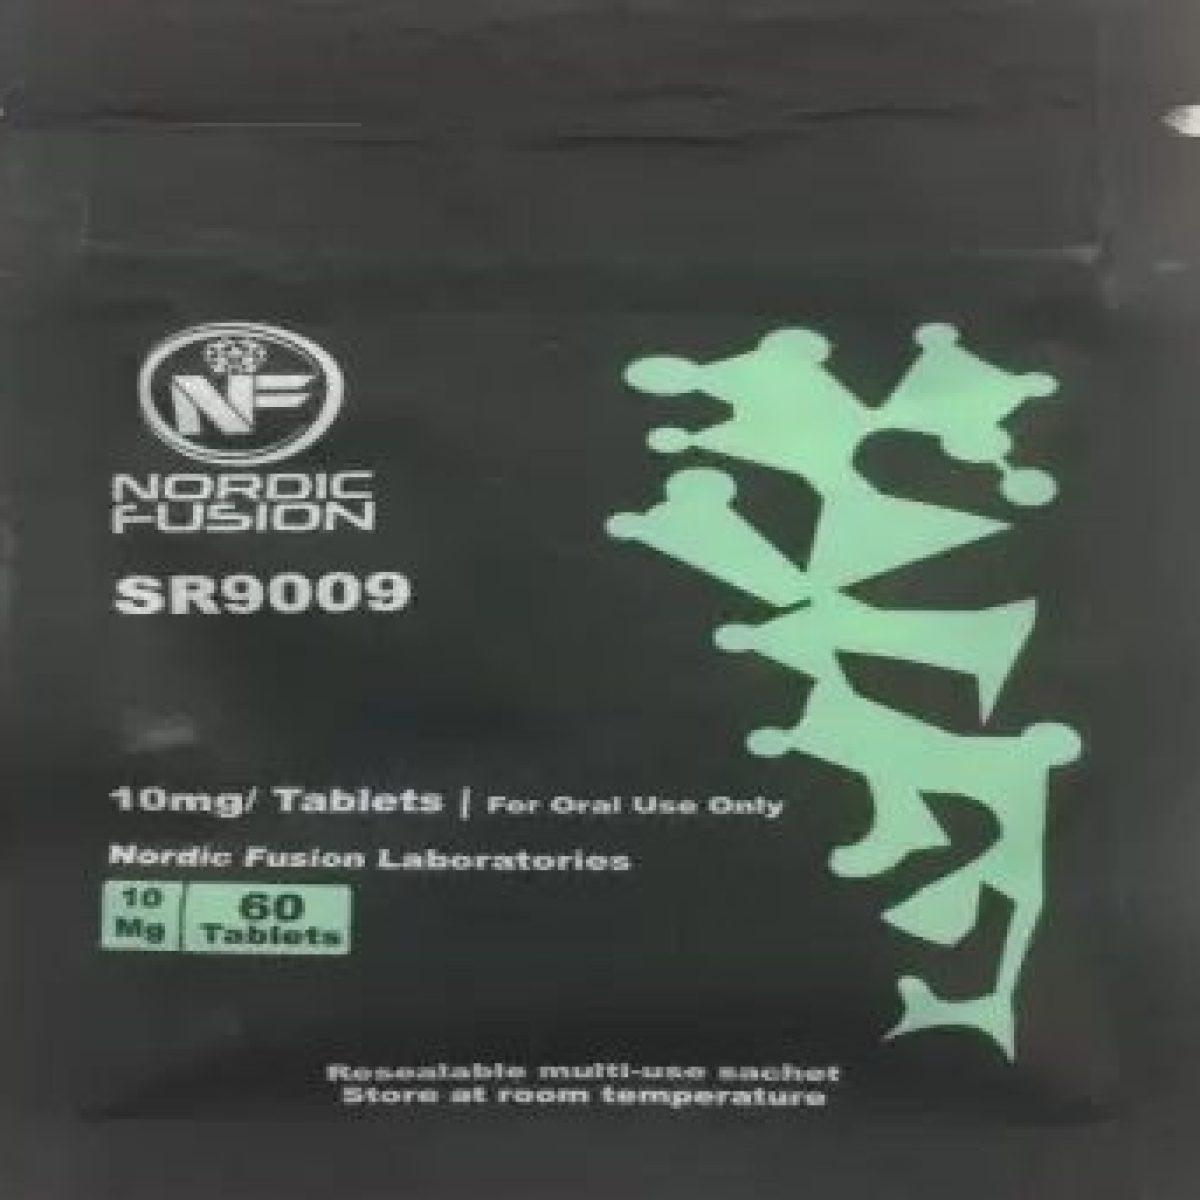 NF
NORDIC
FUSION
SR9009
10mg/ Tablets | For Oral Use Only
Nordic Fusion Laboratories
10
Mg
60
Tablets
Resealable multi-use sachet
Store at room temperature